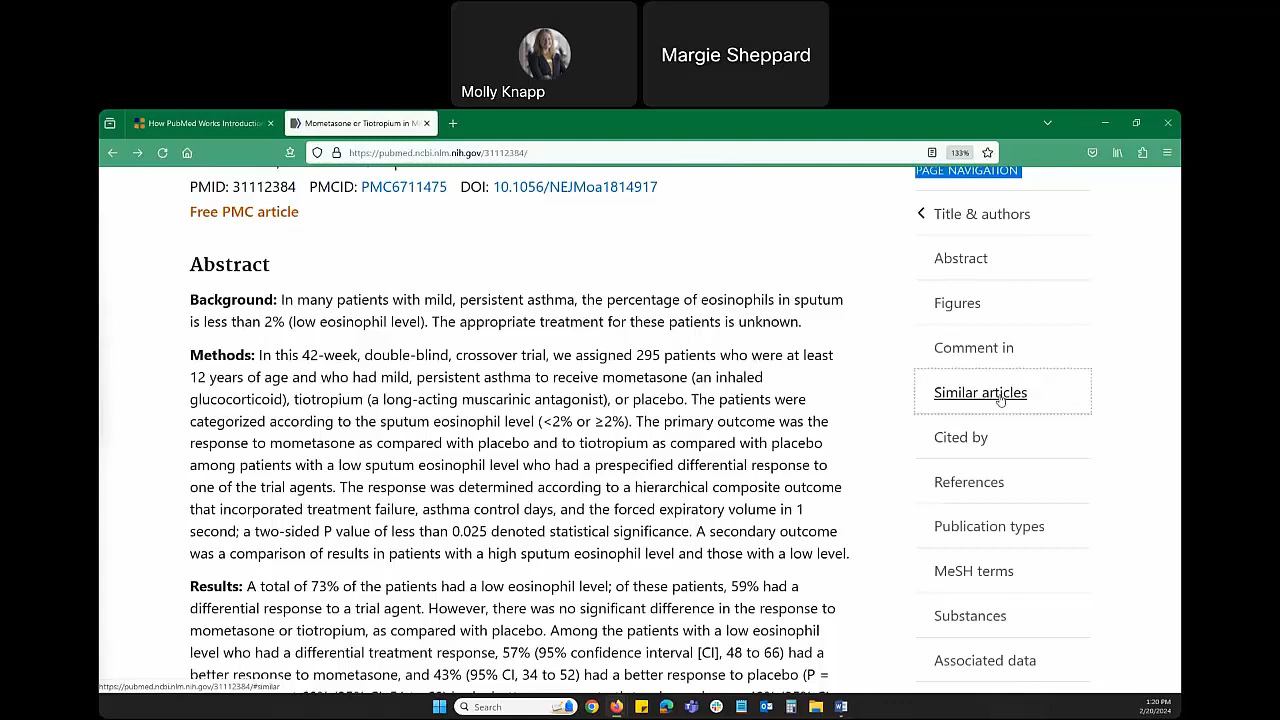 Molly Knapp
Margie Sheppard
How PubMed Works Introductio
Mometasone or Tiotropium in M
https://pubmed.ncbi.nlm.nih.gov/31112384/
133%
PMID: 31112384 PMCID: PMC6711475 DOI: 10.1056/NEJMoa1814917
Free PMC article
Abstract
Background: In many patients with mild, persistent asthma, the percentage of eosinophils in sputum
is less than 2% (low eosinophil level). The appropriate treatment for these patients is unknown.
Methods: In this 42-week, double-blind, crossover trial, we assigned 295 patients who were at least
12 years of age and who had mild, persistent asthma to receive mometasone (an inhaled
glucocorticoid), tiotropium (a long-acting muscarinic antagonist), or placebo. The patients were
categorized according to the sputum eosinophil level (<2% or ≥2%). The primary outcome was the
response to mometasone as compared with placebo and to tiotropium as compared with placebo
among patients with a low sputum eosinophil level who had a prespecified differential response to
one of the trial agents. The response was determined according to a hierarchical composite outcome
that incorporated treatment failure, asthma control days, and the forced expiratory volume in 1
second; a two-sided P value of less than 0.025 denoted statistical significance. A secondary outcome
was a comparison of results in patients with a high sputum eosinophil level and those with a low level.
Results: A total of 73% of the patients had a low eosinophil level; of these patients, 59% had a
differential response to a trial agent. However, there was no significant difference in the response to
mometasone or tiotropium, as compared with placebo. Among the patients with a low eosinophil
level who had a differential treatment response, 57% (95% confidence interval [CI], 48 to 66) had a
better response to mometasone, and 43% (95% CI, 34 to 52) had a better response to placebo (P =
PAGE NAVIGATION
Title & authors
Abstract
Figures
Comment in
Similar articles
Cited by
References
Publication types
MeSH terms
Substances
Associated data
https://pubmed.ncbi.nlm.nih.gov/31112384/#similar
Search
1:20 PM
2/20/2024